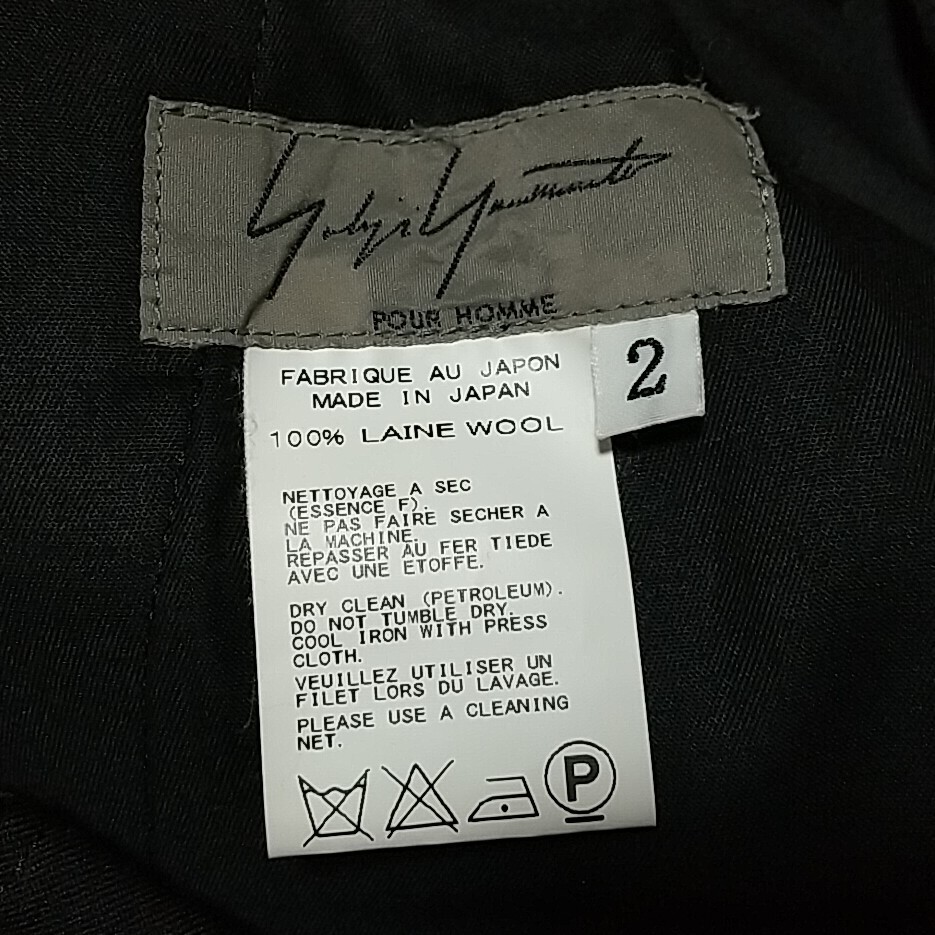 Yohji Yamamoto
POUR HOMME
2
FABRIQUE AU JAPON
MADE IN JAPAN
100% LAINE WOOL
NETTOYAGE A SEC
(ESSENCE F).
NE PAS FAIRE SECHER A
LA MACHINE.
REPASSER AU FER TIEDE
AVEC UNE ETOFFE.
DRY CLEAN (PETROLEUM).
DO NOT TUMBLE DRY.
COOL IRON WITH PRESS
CLOTH.
VEUILLEZ UTILISER UN
FILET LORS DU LAVAGE.
PLEASE USE A CLEANING
NET.
P